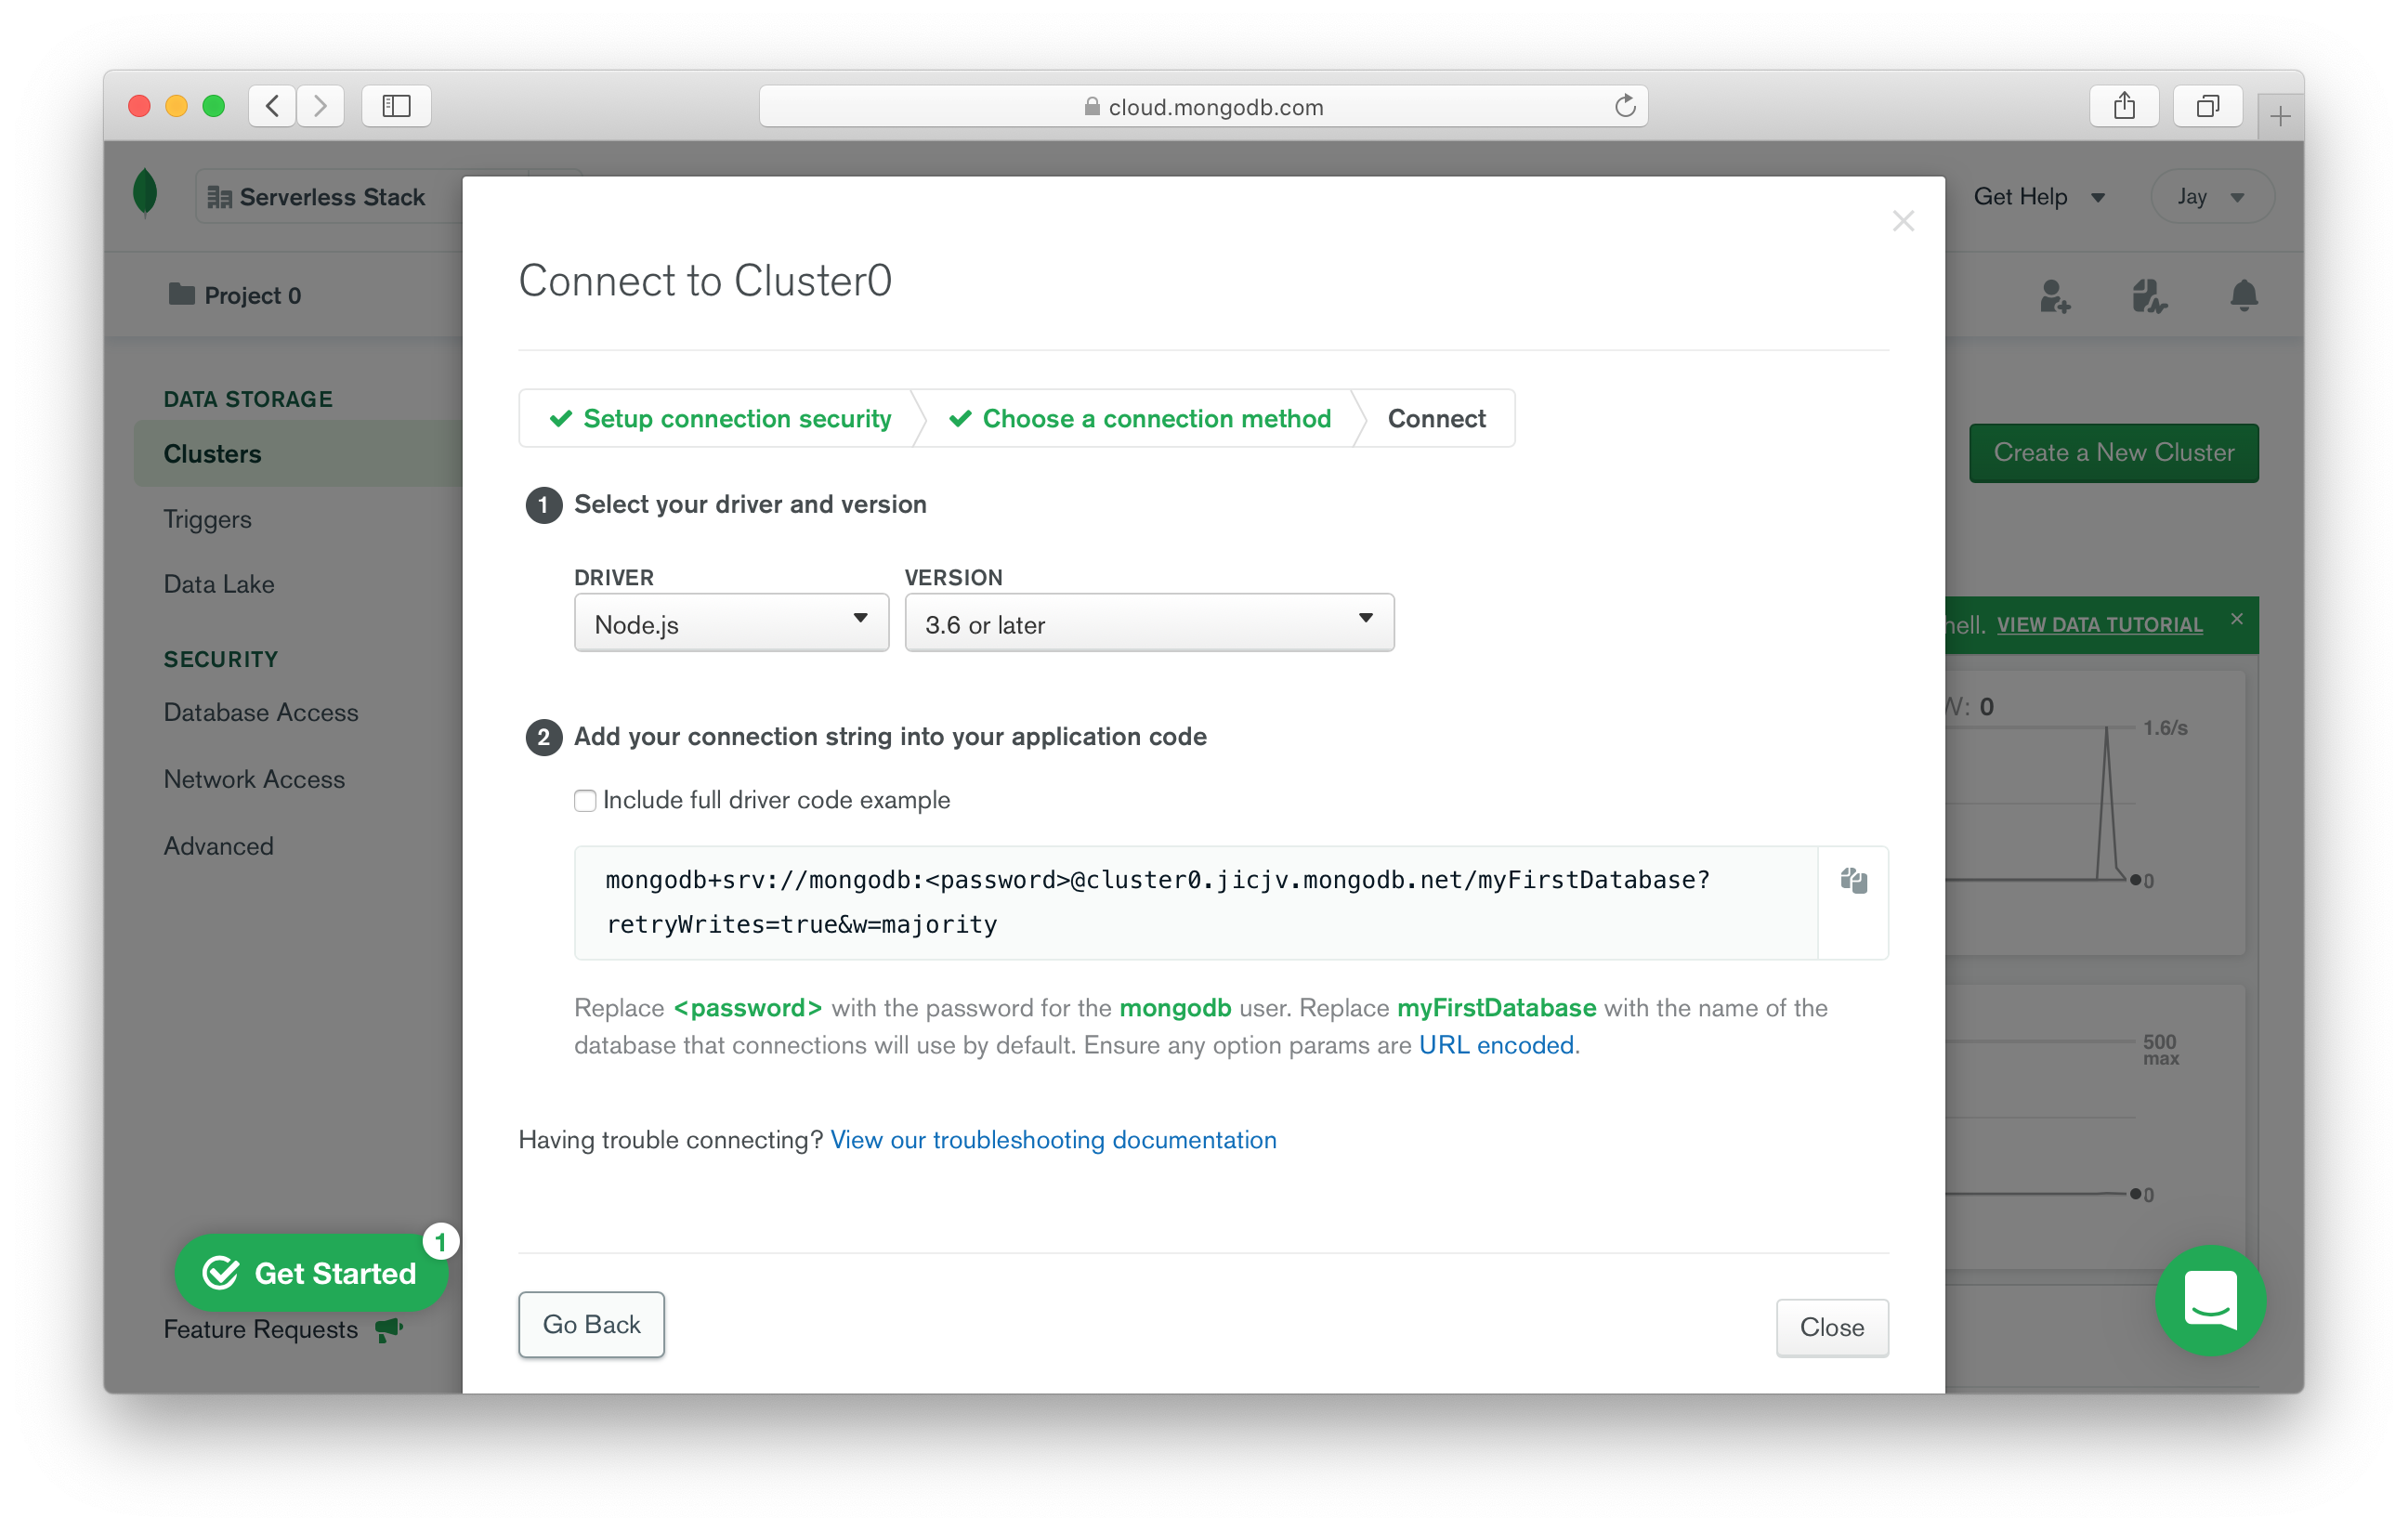 cloud.mongodb.com
Serverless Stack
Get Help
Jay
Project 0
DATA STORAGE
Clusters
Triggers
Data Lake
SECURITY
Database Access
Network Access
Advanced
Get Started
1
Feature Requests
Connect to Cluster0
Setup connection security
Choose a connection method
Connect
1 Select your driver and version
DRIVER VERSION
Node.js 3.6 or later
2 Add your connection string into your application code
Include full driver code example
mongodb+srv://mongodb:<password>@cluster0.jicjv.mongodb.net/myFirstDatabase?
retryWrites=true&w=majority
Replace <password> with the password for the mongodb user. Replace myFirstDatabase with the name of the
database that connections will use by default. Ensure any option params are URL encoded.
Having trouble connecting? View our troubleshooting documentation
Go Back
Close
Create a New Cluster
VIEW DATA TUTORIAL
W: 0
1.6/s
0
500
max
0